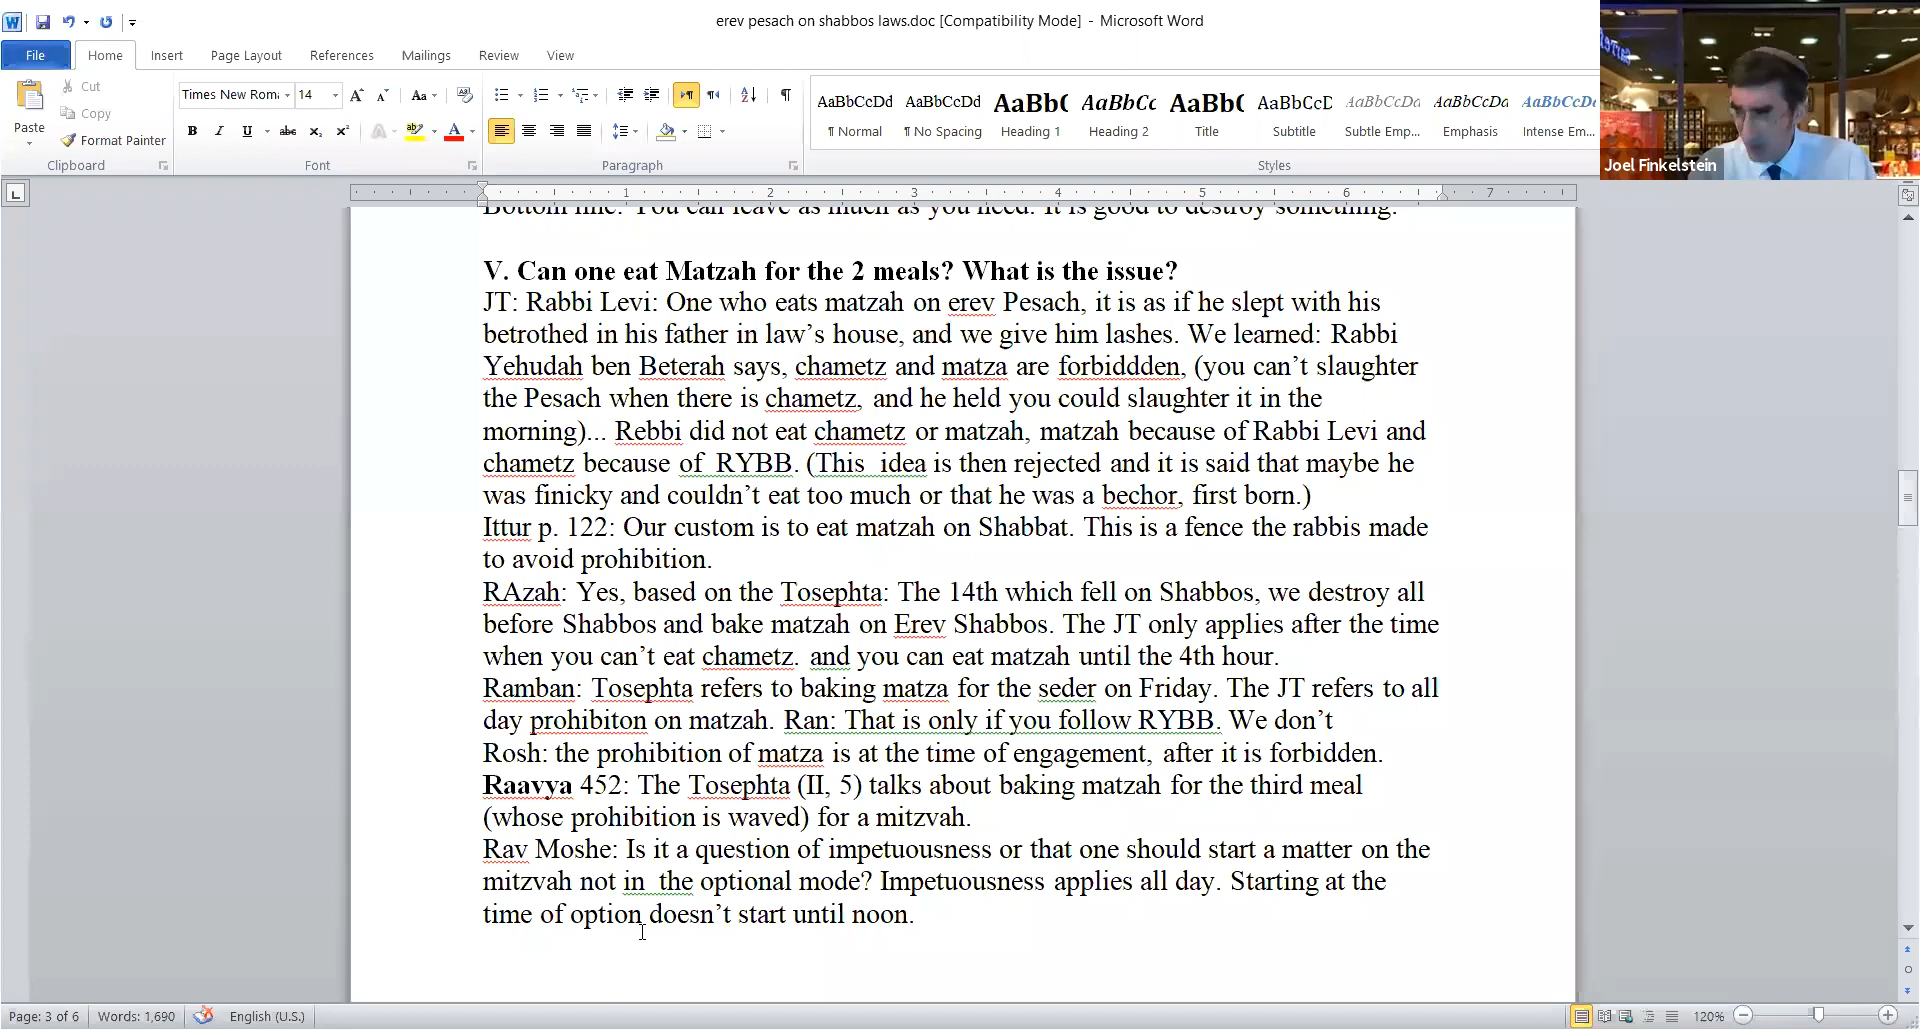 erev pesach on shabbos laws.doc [Compatibility Mode] - Microsoft Word
File Home Insert Page Layout References Mailings Review View
Paste
Cut
Copy
Format Painter
Clipboard
Times New Roma 14
Font
Paragraph
AaBbCcDd AaBbCcDd AaBbC AaBbCc AaBbC AaBbCcD AaBbCcDd AaBbCcDd AaBbCcDd
¶ Normal ¶ No Spacing Heading 1 Heading 2 Title Subtitle Subtle Emp... Emphasis Intense Em...
Styles
Joel Finkelstein
1 2 3 4 5 6 7
Bottom line: You can leave as much as you need. It is good to destroy something.
V. Can one eat Matzah for the 2 meals? What is the issue?
JT: Rabbi Levi: One who eats matzah on erev Pesach, it is as if he slept with his
betrothed in his father in law’s house, and we give him lashes. We learned: Rabbi
Yehudah ben Beterah says, chametz and matza are forbiddden, (you can’t slaughter
the Pesach when there is chametz, and he held you could slaughter it in the
morning)... Rebbi did not eat chametz or matzah, matzah because of Rabbi Levi and
chametz because of RYBB. (This idea is then rejected and it is said that maybe he
was finicky and couldn’t eat too much or that he was a bechor, first born.)
Ittur p. 122: Our custom is to eat matzah on Shabbat. This is a fence the rabbis made
to avoid prohibition.
RAzah: Yes, based on the Tosephta: The 14th which fell on Shabbos, we destroy all
before Shabbos and bake matzah on Erev Shabbos. The JT only applies after the time
when you can’t eat chametz. and you can eat matzah until the 4th hour.
Ramban: Tosephta refers to baking matza for the seder on Friday. The JT refers to all
day prohibiton on matzah. Ran: That is only if you follow RYBB. We don’t
Rosh: the prohibition of matza is at the time of engagement, after it is forbidden.
Raavya 452: The Tosephta (II, 5) talks about baking matzah for the third meal
(whose prohibition is waved) for a mitzvah.
Rav Moshe: Is it a question of impetuousness or that one should start a matter on the
mitzvah not in the optional mode? Impetuousness applies all day. Starting at the
time of option doesn’t start until noon.
Page: 3 of 6 Words: 1,690 English (U.S.) 120%